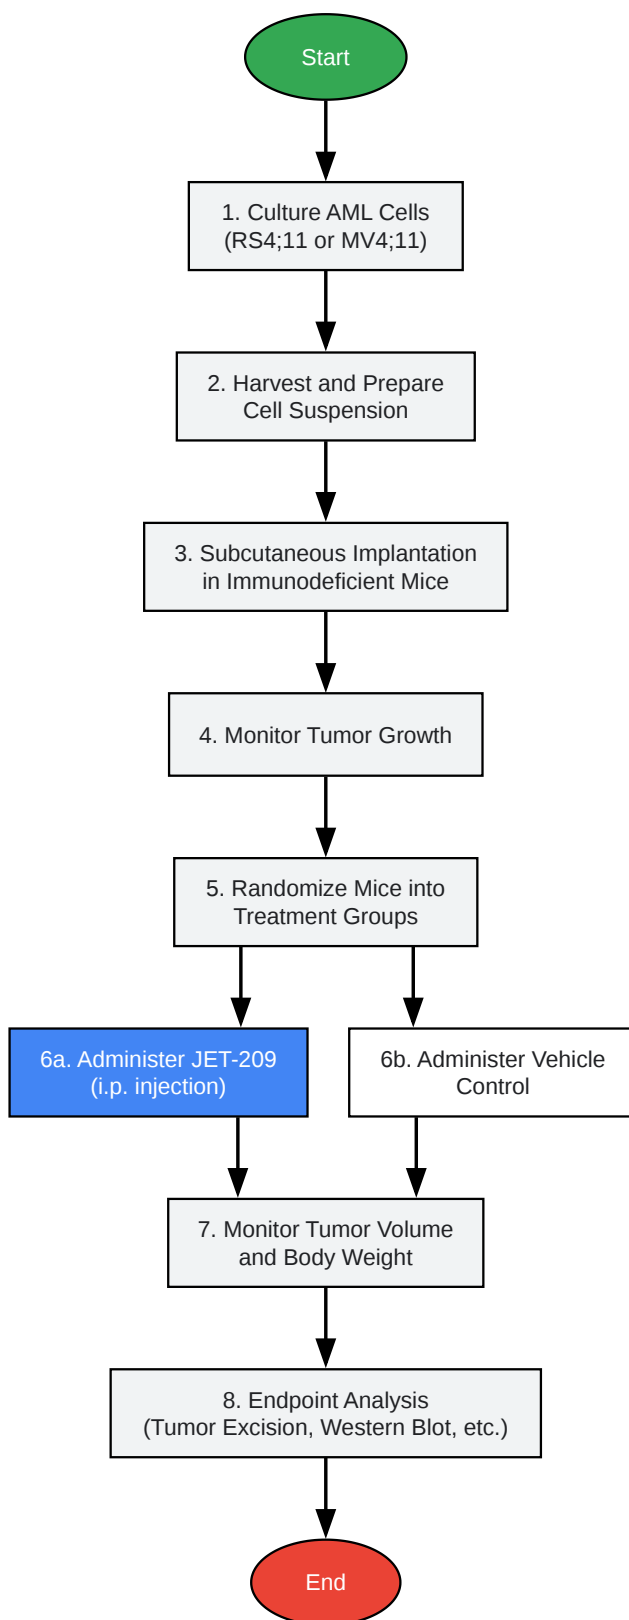 Start
1. Culture AML Cells
(RS4;11 or MV4;11)
2. Harvest and Prepare
Cell Suspension
3. Subcutaneous Implantation
in Immunodeficient Mice
4. Monitor Tumor Growth
5. Randomize Mice into
Treatment Groups
6a. Administer JET-209
(i.p. injection)
6b. Administer Vehicle
Control
7. Monitor Tumor Volume
and Body Weight
8. Endpoint Analysis
(Tumor Excision, Western Blot, etc.)
End